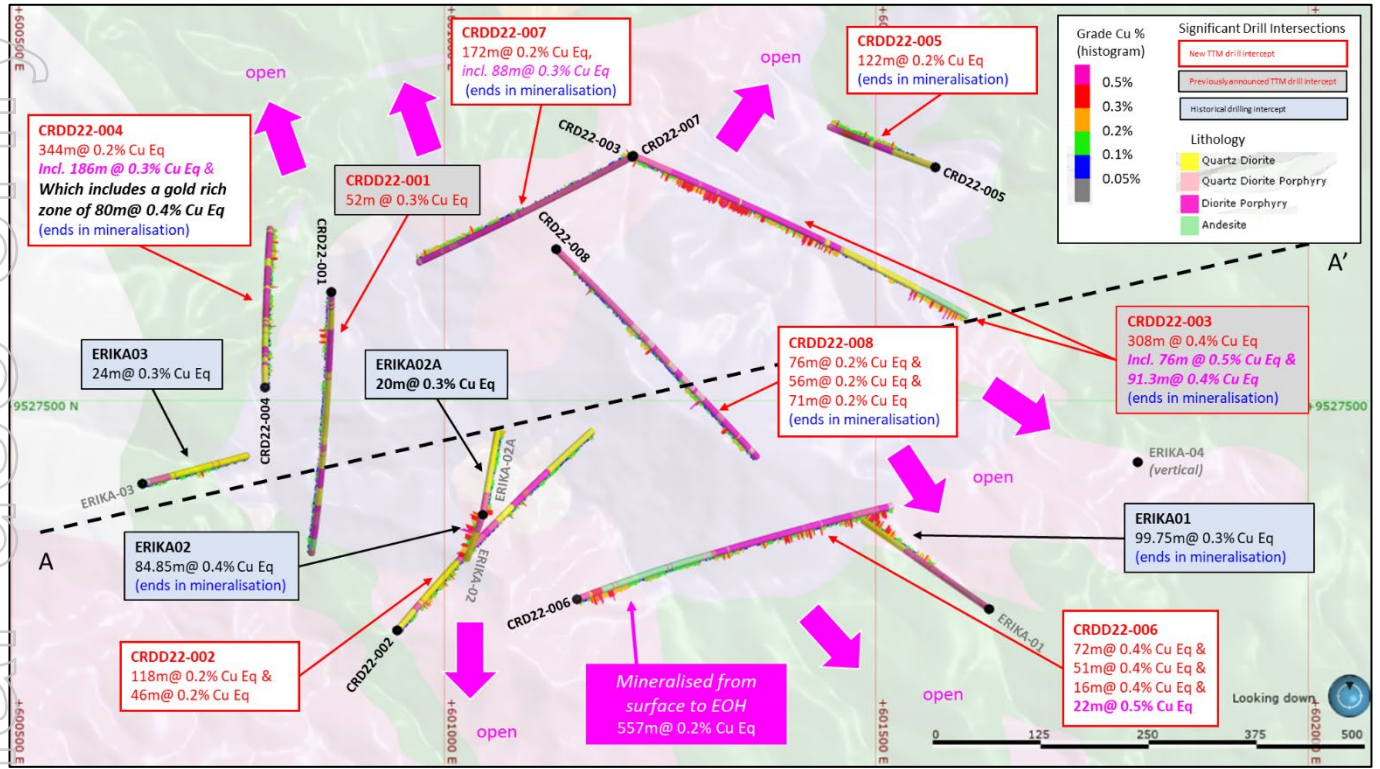 +600500 E
+601000 E
+601500 E
open
open
CRDD22-007
172m@ 0.2% Cu Eq,
incl. 88m@ 0.3% Cu Eq
(ends in mineralisation)
CRDD22-005
122m@ 0.2% Cu Eq
(ends in mineralisation)
Grade Cu %
(histogram)
0.5%
0.3%
0.2%
0.1%
0.05%
Significant Drill Intersections
New TTM drill intercept
Previously announced TTM drill intercept
Historical drilling intercept
Lithology
Quartz Diorite
Quartz Diorite Porphyry
Diorite Porphyry
Andesite
CRDD22-004
344m@ 0.2% Cu Eq
Incl. 186m @ 0.3% Cu Eq &
Which includes a gold rich
zone of 80m@ 0.4% Cu Eq
(ends in mineralisation)
CRDD22-001
52m @ 0.3% Cu Eq
CRD22-003
CRD22-007
CRD22-005
CRD22-001
CRD22-008
A'
CRDD22-003
308m@ 0.4% Cu Eq
Incl. 76m @ 0.5% Cu Eq &
91.3m@ 0.4% Cu Eq
(ends in mineralisation)
ERIKA03
24m@ 0.3% Cu Eq
ERIKA02A
20m@ 0.3% Cu Eq
CRDD22-008
76m@ 0.2% Cu Eq &
56m@ 0.2% Cu Eq &
71m@ 0.2% Cu Eq
(ends in mineralisation)
+9527500 N
+9527500
CRD22-004
ERIKA-03
ERIKA-02A
ERIKA-04
(vertical)
open
A
ERIKA02
84.85m@ 0.4% Cu Eq
(ends in mineralisation)
ERIKA01
99.75m@ 0.3% Cu Eq
(ends in mineralisation)
ERIKA-02
CRD22-006
CRD22-002
ERIKA-01
CRDD22-002
118m@ 0.2% Cu Eq &
46m@ 0.2% Cu Eq
Mineralised from
surface to EOH
557m@ 0.2% Cu Eq
CRDD22-006
72m@ 0.4% Cu Eq &
51m@ 0.4% Cu Eq &
16m@ 0.4% Cu Eq &
22m@ 0.5% Cu Eq
open
open
Looking down
0 125 250 375 500
+600500 E
+601000 E
+601500 E
+602000 E